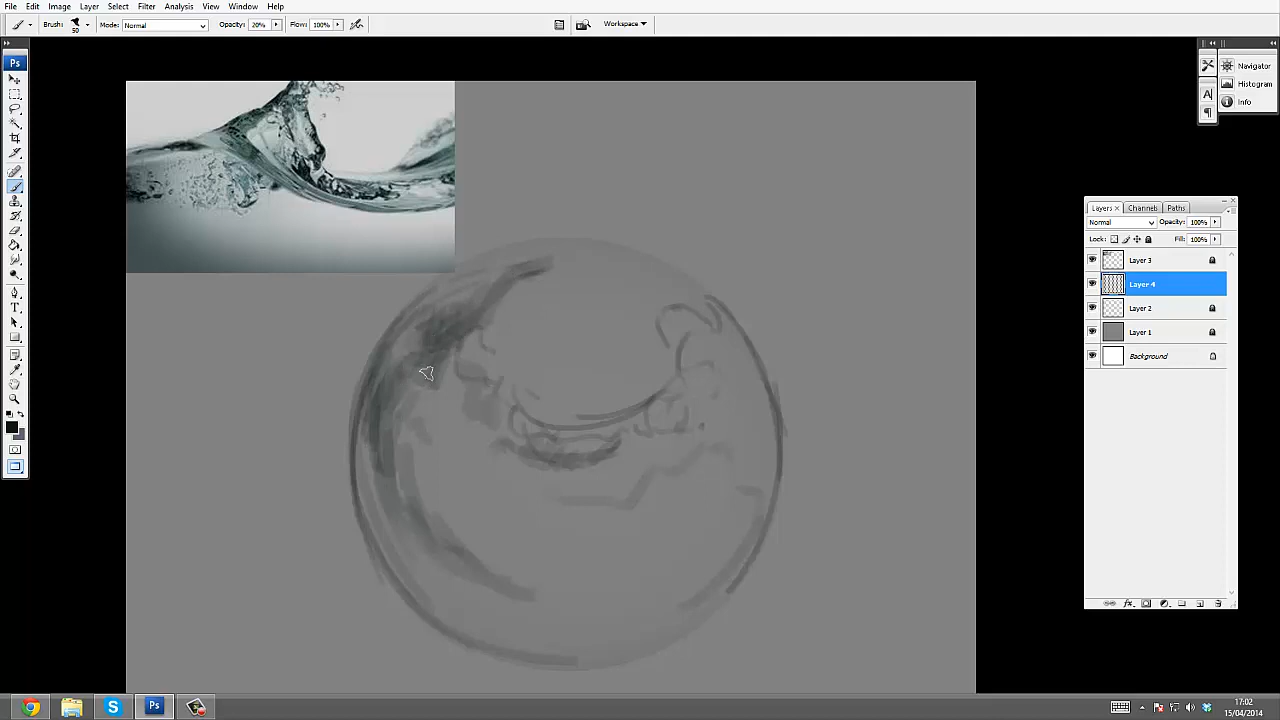 File Edit Image Layer Select Filter Analysis View Window Help
Brush: 50 Mode: Normal Opacity: 20% Flow: 100% Workspace
Ps
Navigator
Histogram
Info
Layers Channels Paths
Normal Opacity: 100%
Lock: Fill: 100%
Layer 3
Layer 4
Layer 2
Layer 1
Background
17:02
15/04/2014